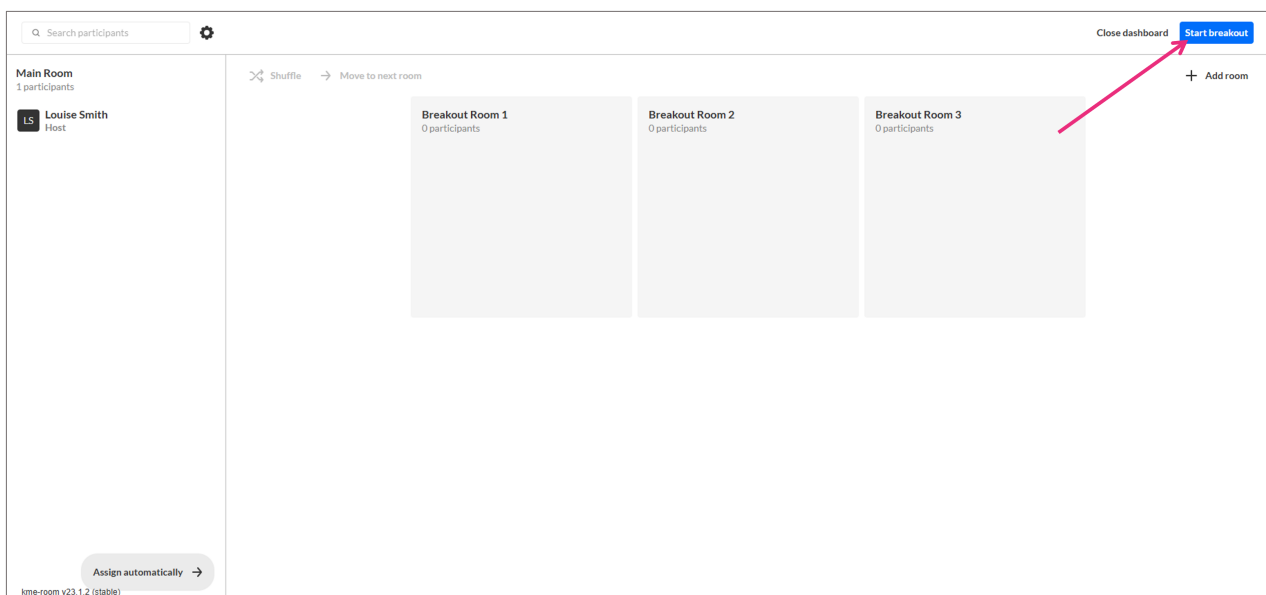 Search participants
Close dashboard
Start breakout
Main Room
1 participants
Shuffle
Move to next room
Add room
LS
Louise Smith
Host
Breakout Room 1
0 participants
Breakout Room 2
0 participants
Breakout Room 3
0 participants
Assign automatically
kme-room v23.1.2 (stable)